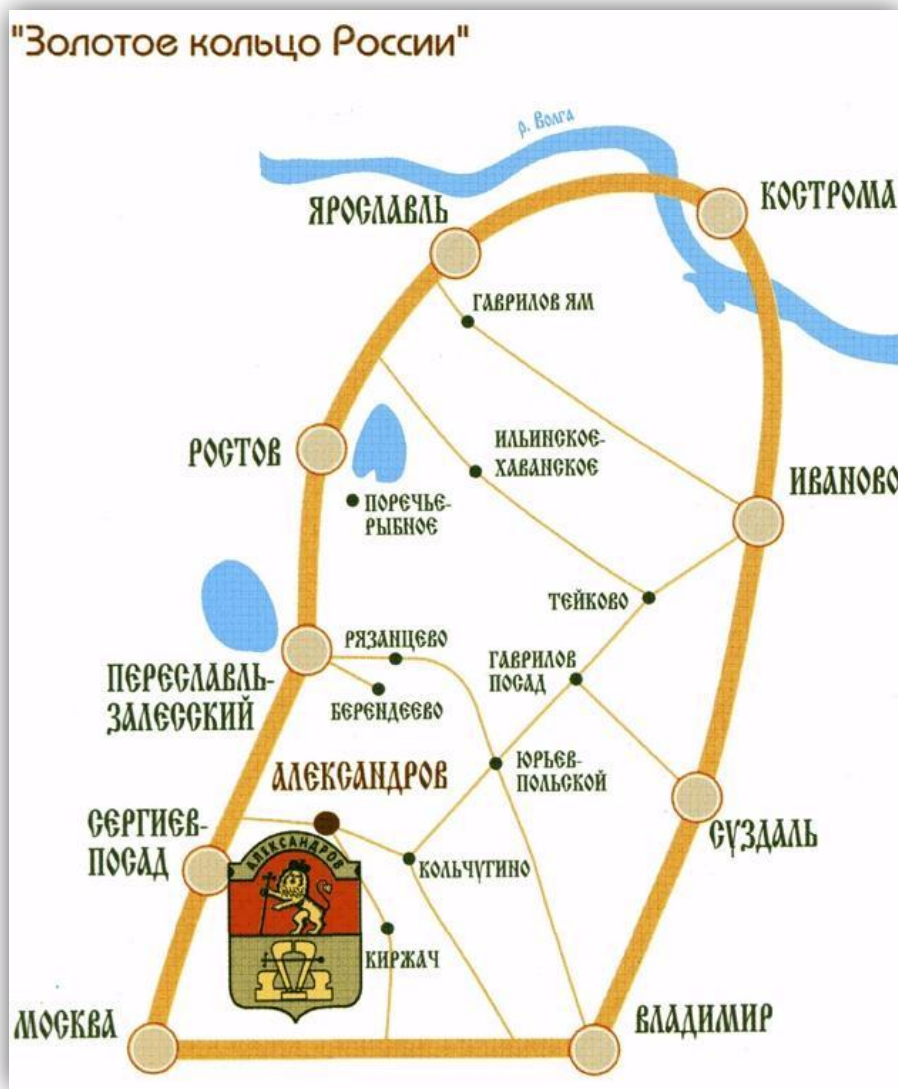 "Золотое кольцо России"
р. Волга
КОСТРОМА
ЯРОСЛАВЛЬ
ГАВРИЛОВ ЯМ
РОСТОВ
ИЛЬИНСКОЕ-
ХАВАНСКОЕ
ИВАНОВО
ПОРЕЧЬЕ-
РЫБНОЕ
ТЕЙКОВО
РЯЗАНЦЕВО
ГАВРИЛОВ
ПОСАД
ПЕРЕСЛАВЛЬ-
ЗАЛЕССКИЙ
БЕРЕНДЕЕВО
ЮРЬЕВ-
ПОЛЬСКОЙ
АЛЕКСАНДРОВ
СЕРГИЕВ-
ПОСАД
СУЗДАЛЬ
АЛЕКСАНДРОВ
КОЛЬЧУГИНО
КИРЖАЧ
МОСКВА
ВЛАДИМИР